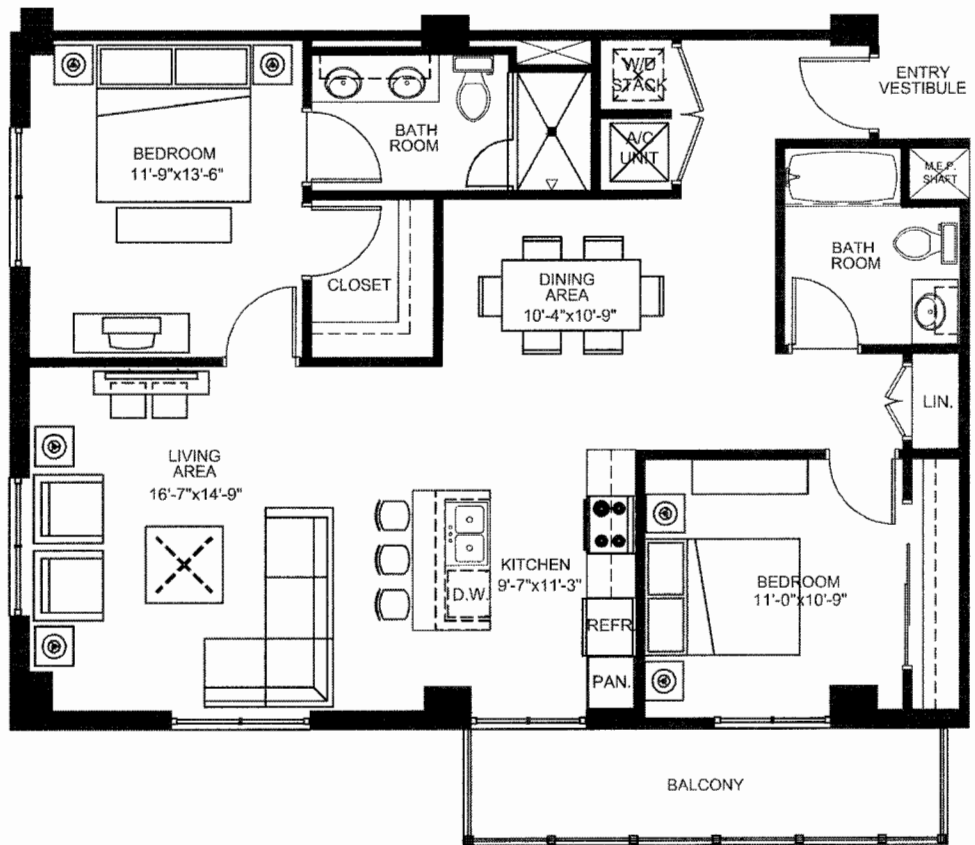 W/D
STACK
ENTRY
VESTIBULE
BATH
ROOM
A/C
UNIT
BEDROOM
11'-9"x13'-6"
M.E.P.
SHAFT
BATH
ROOM
CLOSET
DINING
AREA
10'-4"x10'-9"
LIN.
LIVING
AREA
16'-7"x14'-9"
KITCHEN
9'-7"x11'-3"
D.W.
BEDROOM
11'-0"x10'-9"
REFR.
PAN.
BALCONY